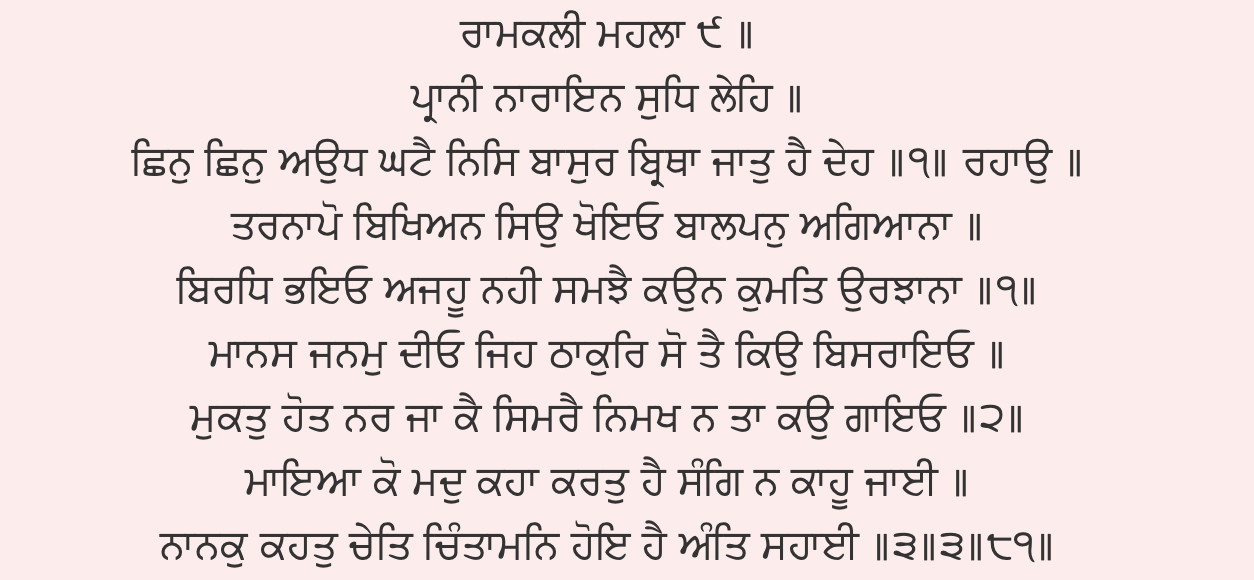 ਰਾਮਕਲੀ ਮਹਲਾ ੯ ॥
ਪ੍ਰਾਨੀ ਨਾਰਾਇਨ ਸੁਧਿ ਲੇਹਿ ॥
ਛਿਨੁ ਛਿਨੁ ਅਉਧ ਘਟੈ ਨਿਸਿ ਬਾਸੁਰ ਬ੍ਰਿਥਾ ਜਾਤੁ ਹੈ ਦੇਹ ॥੧॥ ਰਹਾਉ ॥
ਤਰਨਾਪੋ ਬਿਖਿਅਨ ਸਿਉ ਖੋਇਓ ਬਾਲਪਨੁ ਅਗਿਆਨਾ ॥
ਬਿਰਧਿ ਭਇਓ ਅਜਹੂ ਨਹੀ ਸਮਝੈ ਕਉਨ ਕੁਮਤਿ ਉਰਝਾਨਾ ॥੧॥
ਮਾਨਸ ਜਨਮੁ ਦੀਓ ਜਿਹ ਠਾਕੁਰਿ ਸੋ ਤੈ ਕਿਉ ਬਿਸਰਾਇਓ ॥
ਮੁਕਤੁ ਹੋਤ ਨਰ ਜਾ ਕੈ ਸਿਮਰੈ ਨਿਮਖ ਨ ਤਾ ਕਉ ਗਾਇਓ ॥੨॥
ਮਾਇਆ ਕੋ ਮਦੁ ਕਹਾ ਕਰਤੁ ਹੈ ਸੰਗਿ ਨ ਕਾਹੂ ਜਾਈ ॥
ਨਾਨਕੁ ਕਹਤੁ ਚੇਤਿ ਚਿੰਤਾਮਨਿ ਹੋਇ ਹੈ ਅੰਤਿ ਸਹਾਈ ॥੩॥੩॥੮੧॥